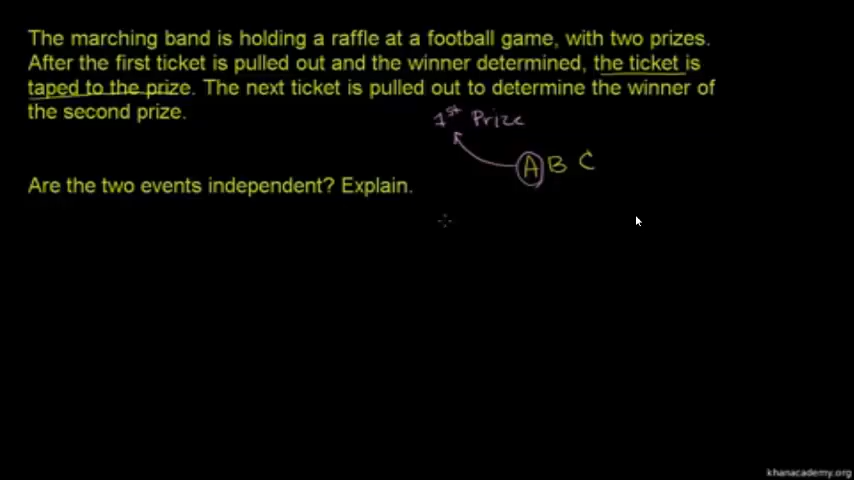 The marching band is holding a raffle at a football game, with two prizes.
After the first ticket is pulled out and the winner determined, the ticket is
taped to the prize. The next ticket is pulled out to determine the winner of
the second prize.
1st Prize
A B C
Are the two events independent? Explain.
khanacademy.org